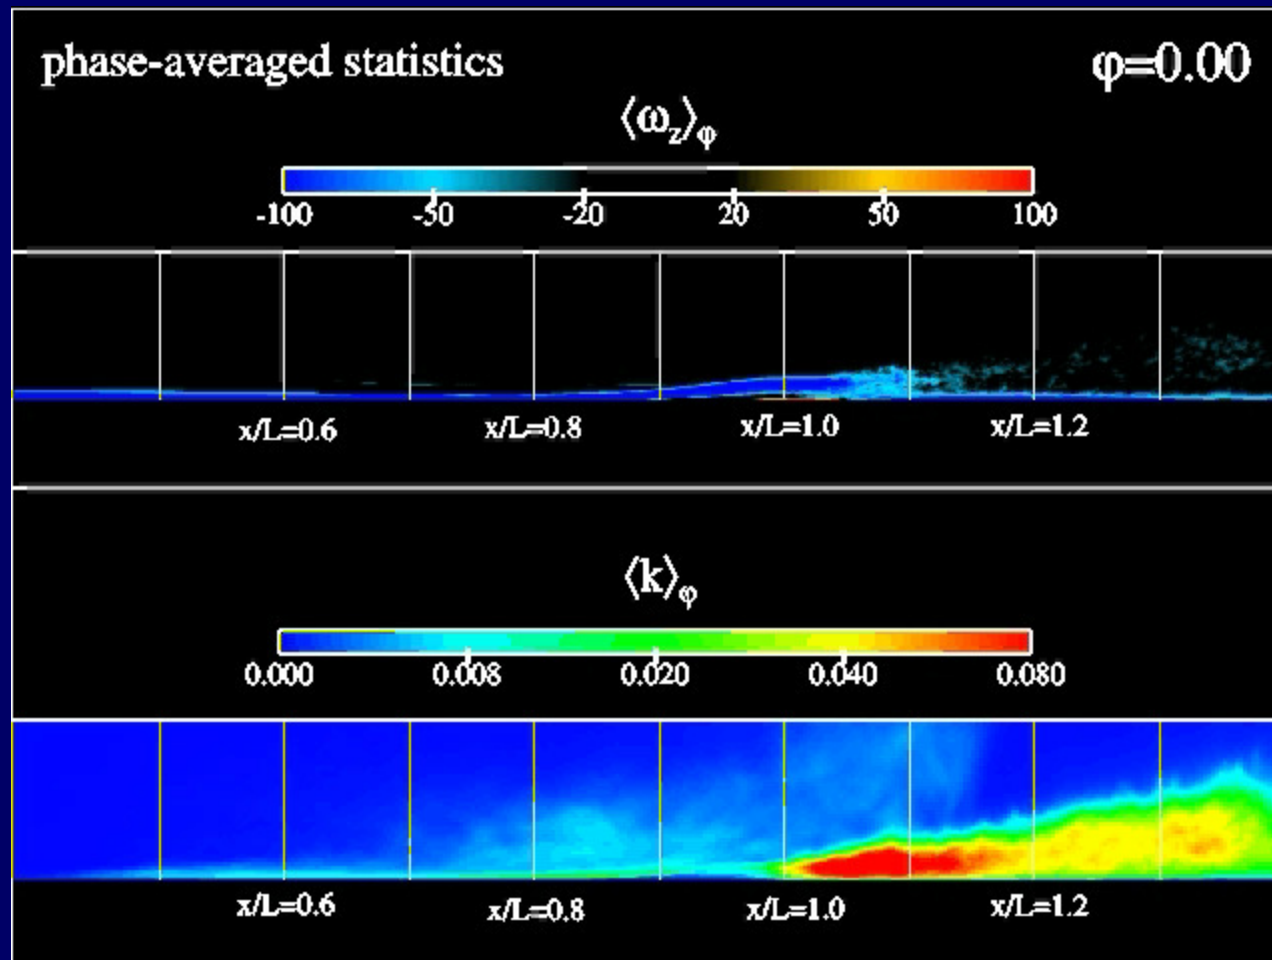 phase-averaged statistics φ=0.00
⟨ω_z⟩_φ
-100 -50 -20 20 50 100
x/L=0.6 x/L=0.8 x/L=1.0 x/L=1.2
⟨k⟩_φ
0.000 0.008 0.020 0.040 0.080
x/L=0.6 x/L=0.8 x/L=1.0 x/L=1.2